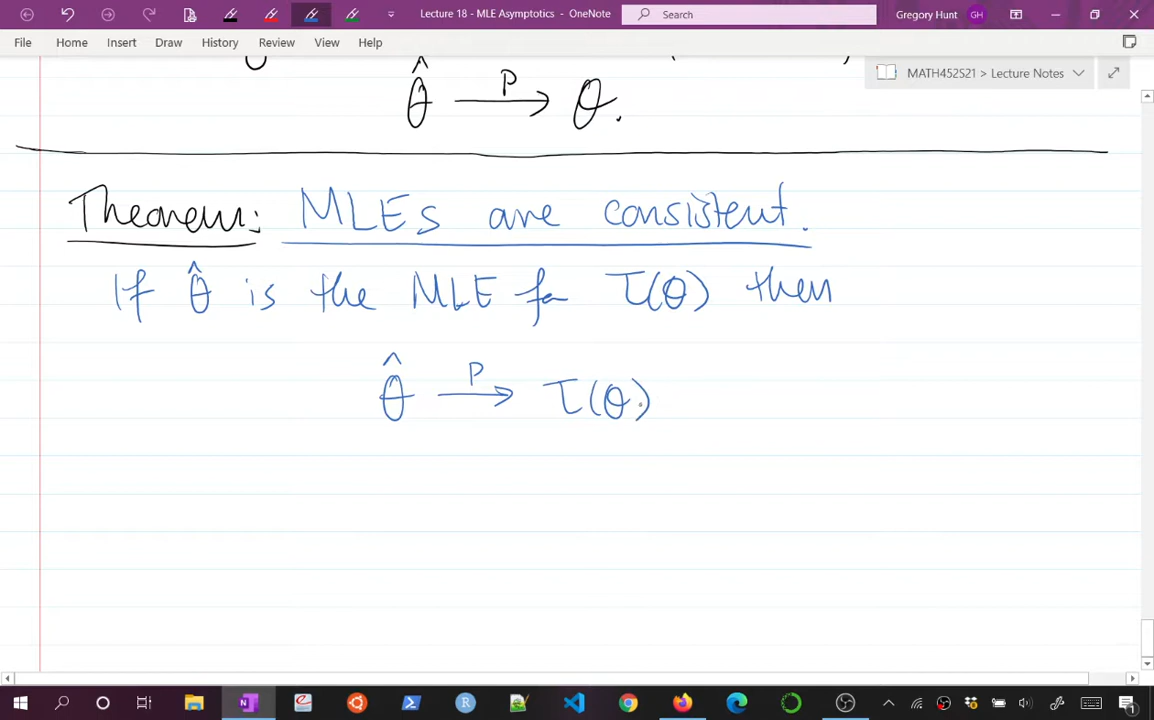 Lecture 18 - MLE Asymptotics - OneNote
Search
Gregory Hunt
GH
File Home Insert Draw History Review View Help
MATH452S21 > Lecture Notes
θ̂ —P→ θ.
Theorem: MLEs are consistent.
If θ̂ is the MLE for τ(θ) then
θ̂ —P→ τ(θ)